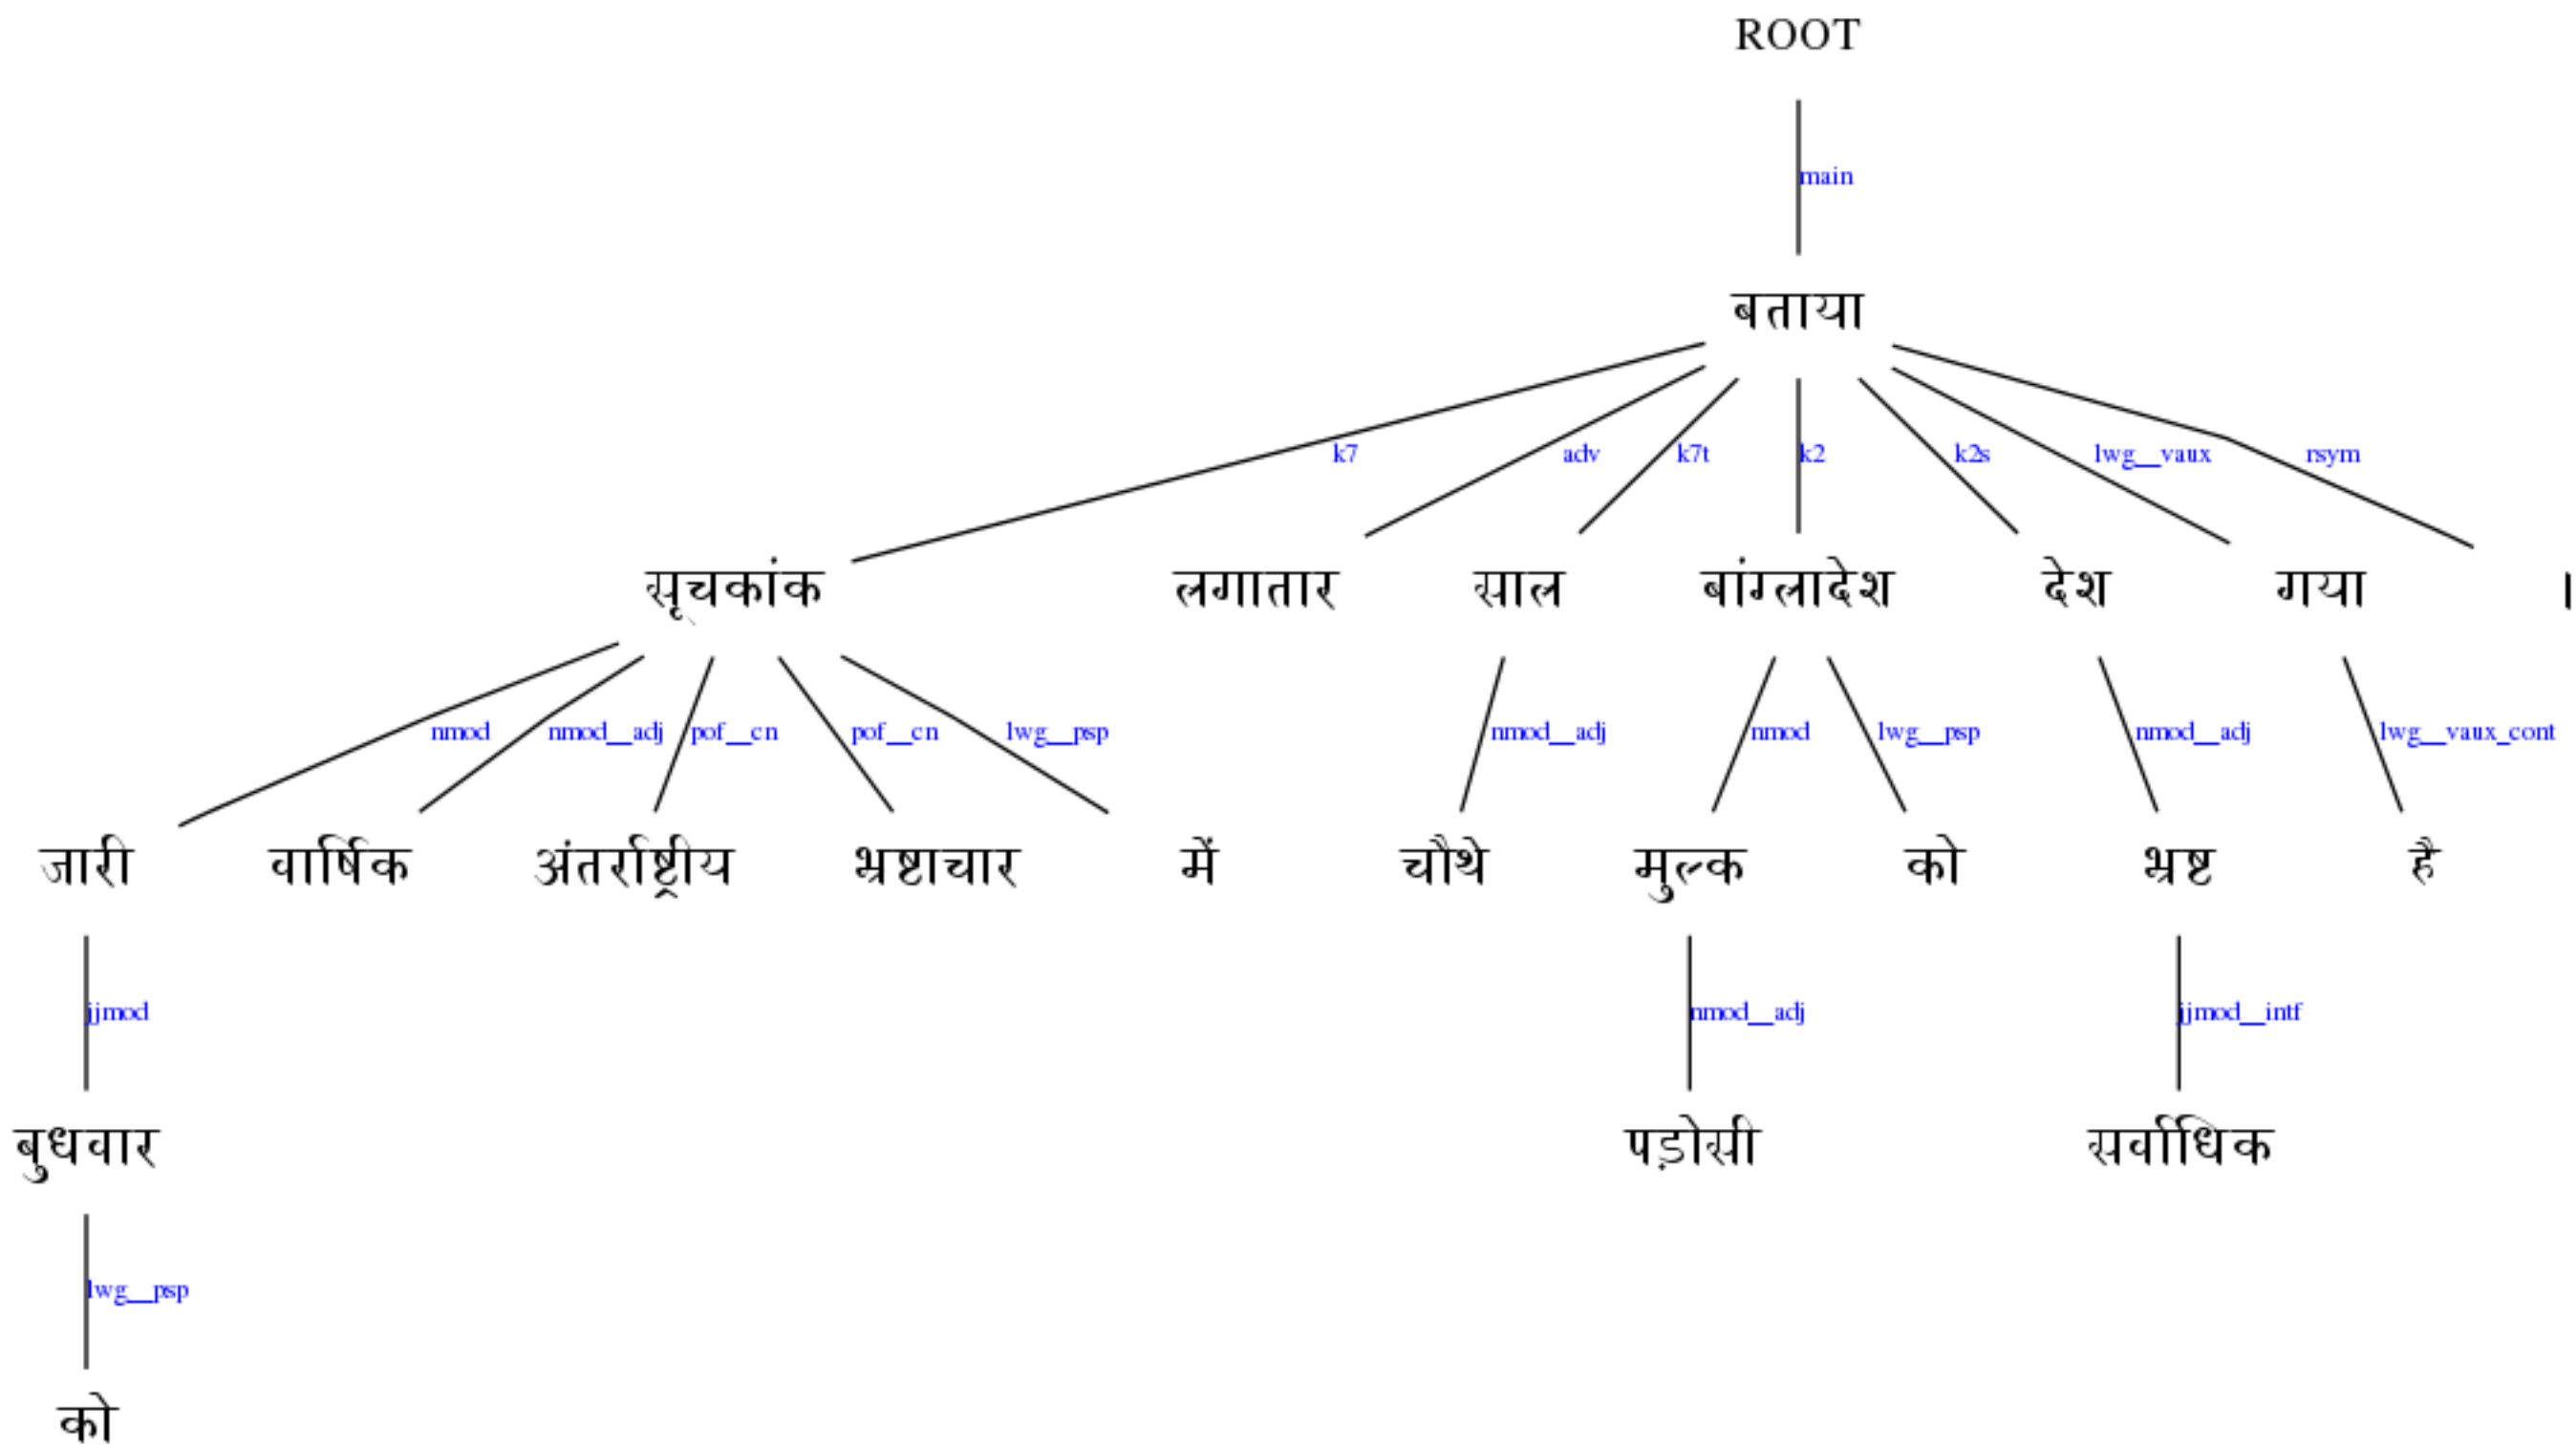 ROOT
main
बताया
k7 adv k7t k2 k2s lwg__vaux rsym
सूचकांक लगातार साल बांग्लादेश देश गया ।
nmod nmod__adj pof__cn pof__cn lwg__psp nmod__adj nmod lwg__psp nmod__adj lwg__vaux_cont
जारी वार्षिक अंतर्राष्ट्रीय भ्रष्टाचार में चौथे मुल्क को भ्रष्ट है
jjmod nmod__adj jjmod__intf
बुधवार पड़ोसी सर्वाधिक
lwg__psp
को